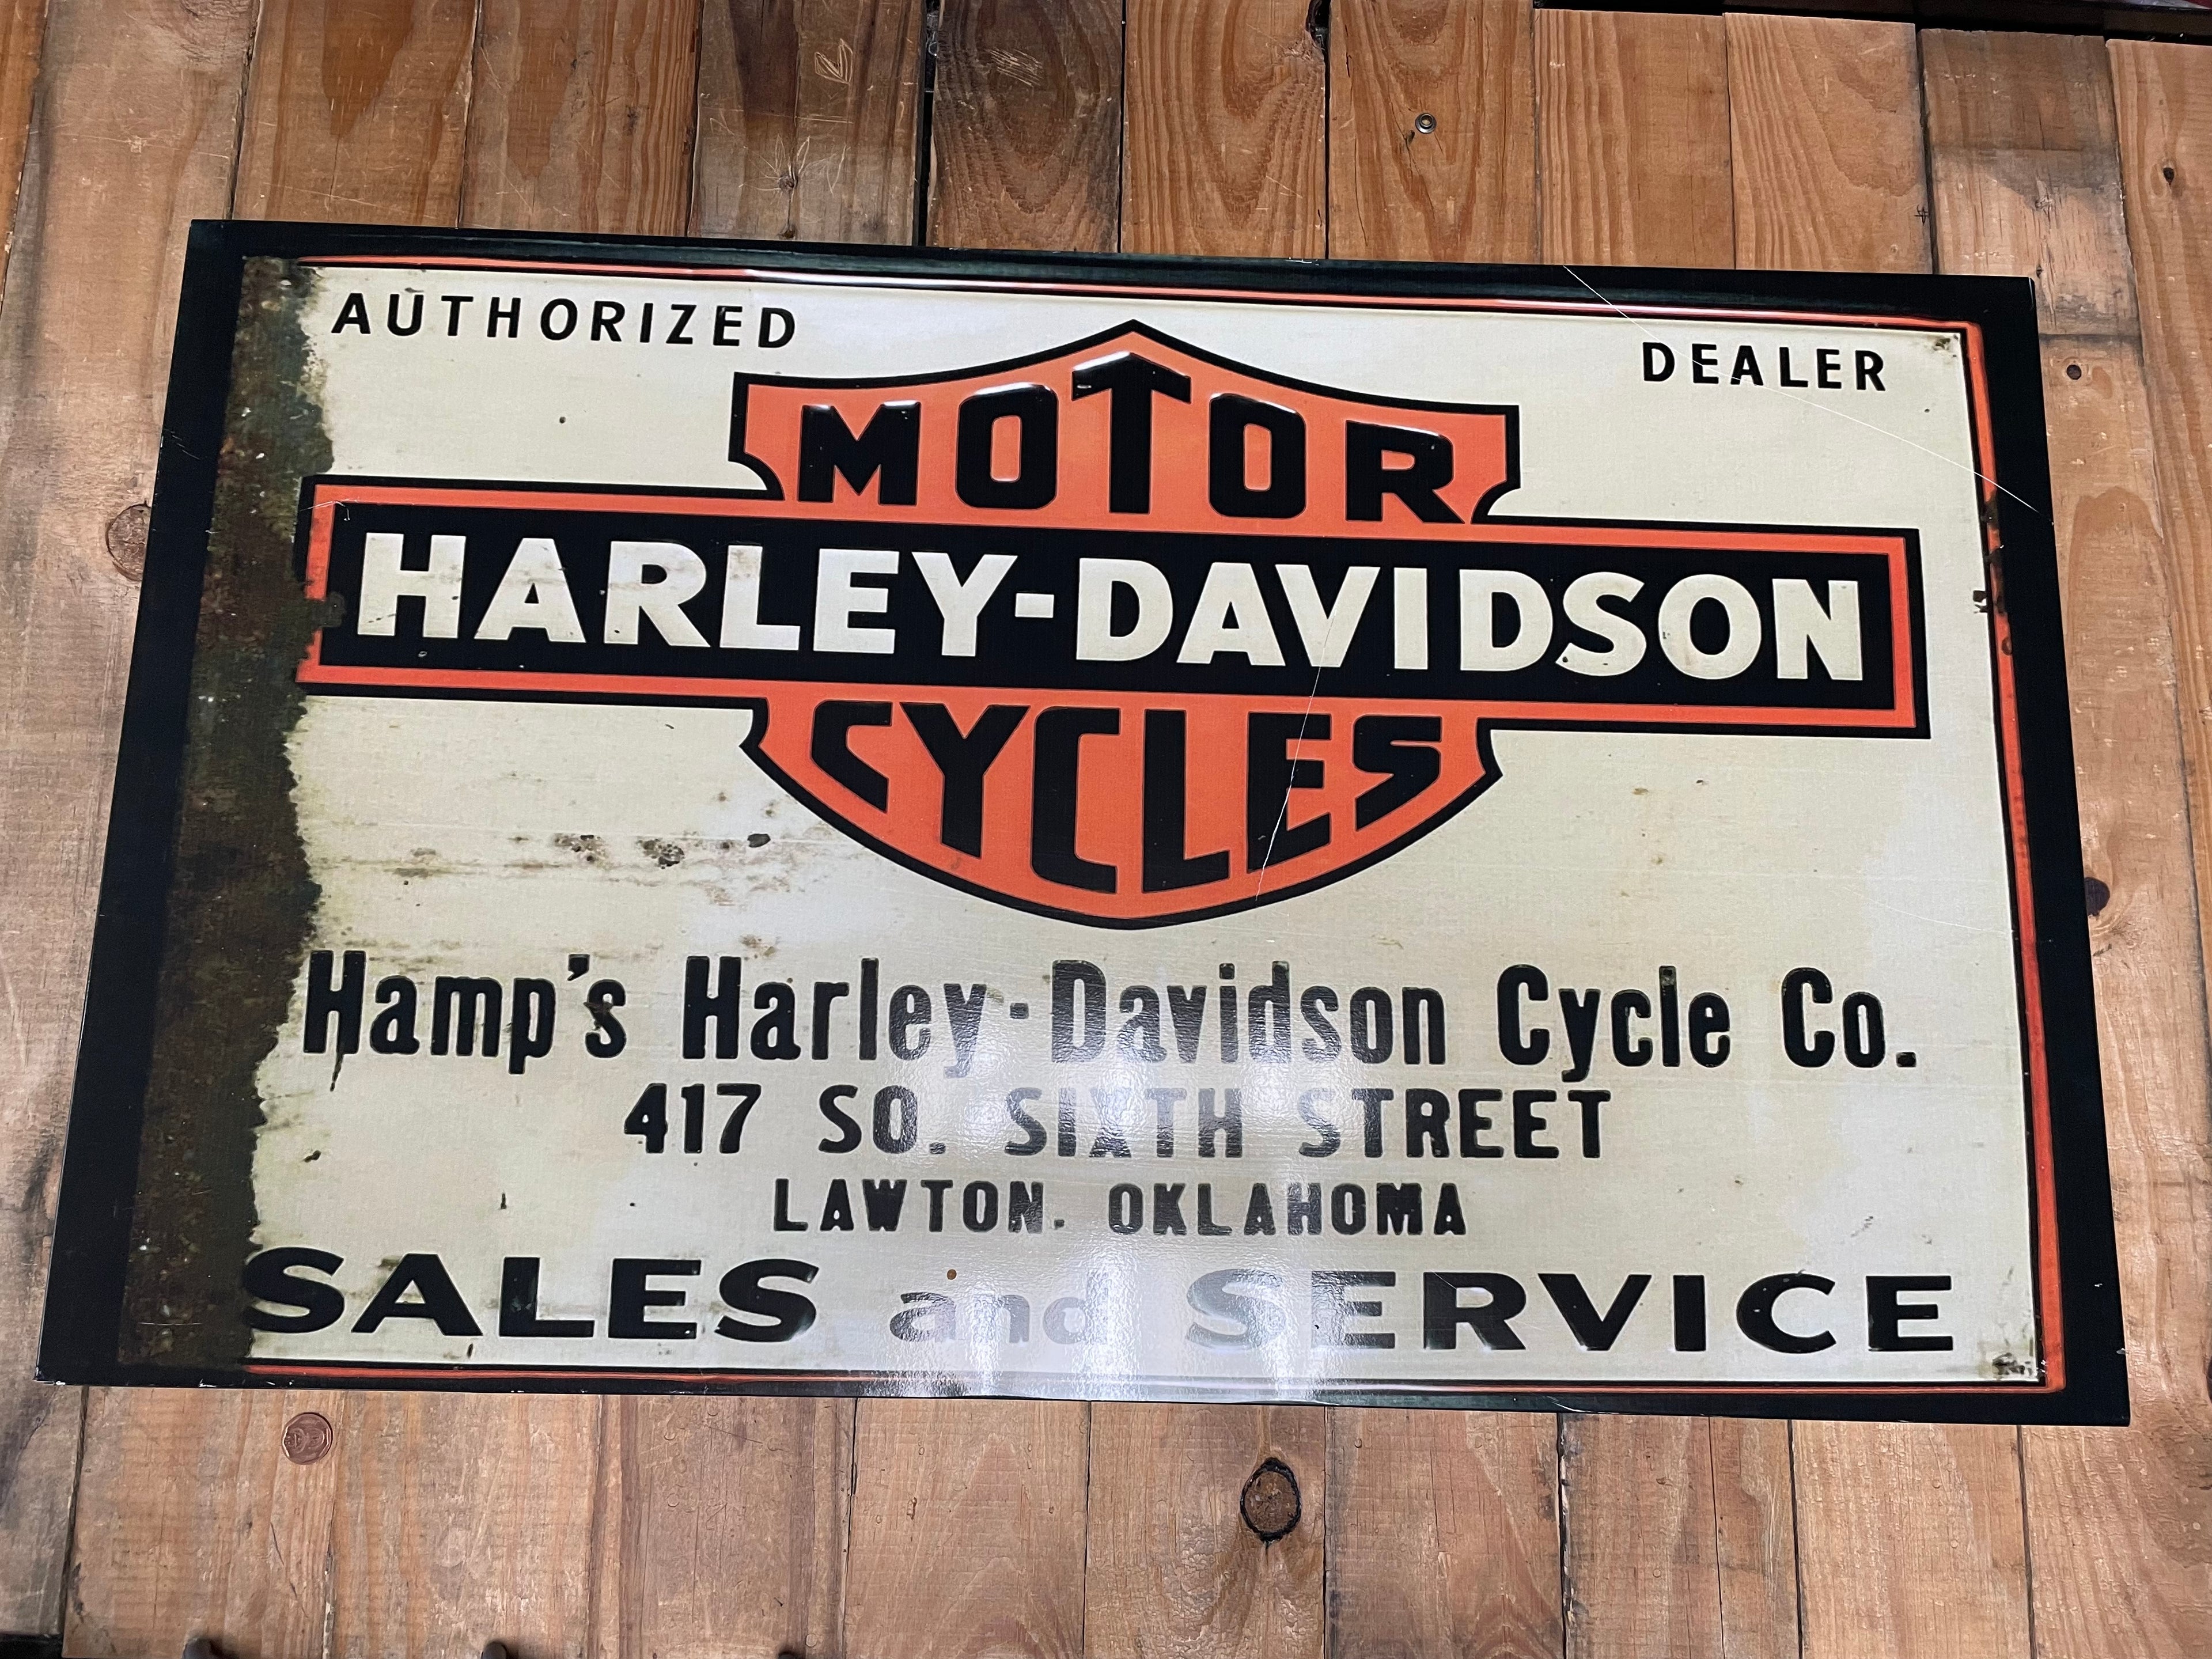 AUTHORIZED DEALER
MOTOR
HARLEY-DAVIDSON
CYCLES
Hamp's Harley-Davidson Cycle Co.
417 SO. SIXTH STREET
LAWTON. OKLAHOMA
SALES and SERVICE